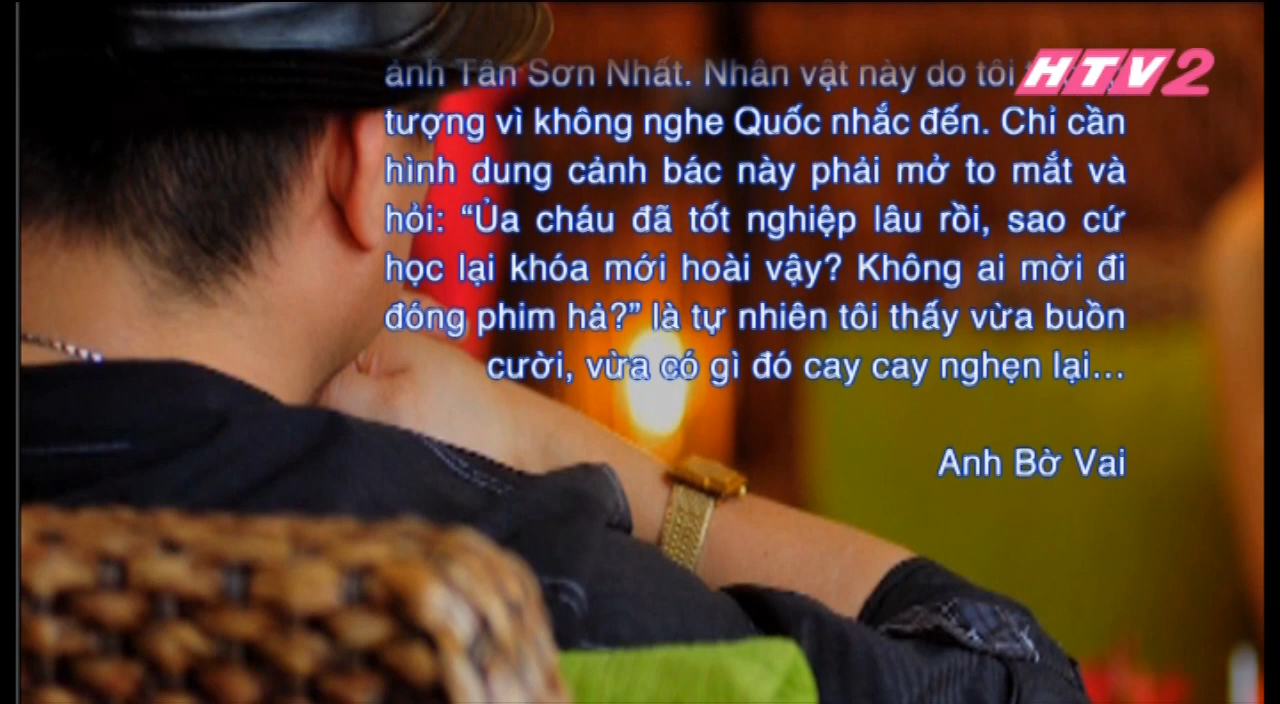 ảnh Tân Sơn Nhất. Nhân vật này do tôi
HTV2
tượng vì không nghe Quốc nhắc đến. Chỉ cần
hình dung cảnh bác này phải mở to mắt và
hỏi: “Ủa cháu đã tốt nghiệp lâu rồi, sao cứ
học lại khóa mới hoài vậy? Không ai mời đi
đóng phim hả?” là tự nhiên tôi thấy vừa buồn
cười, vừa có gì đó cay cay nghẹn lại...
Anh Bờ Vai